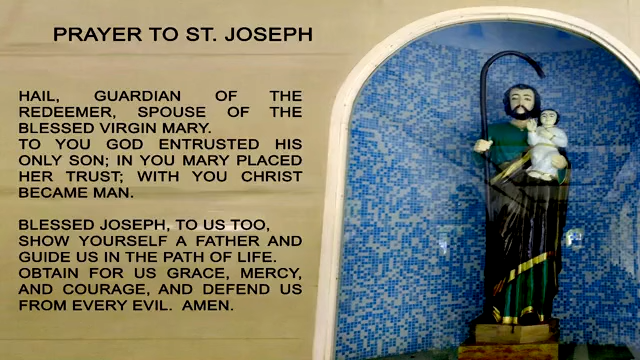 PRAYER TO ST. JOSEPH
HAIL, GUARDIAN OF THE
REDEEMER, SPOUSE OF THE
BLESSED VIRGIN MARY.
TO YOU GOD ENTRUSTED HIS
ONLY SON; IN YOU MARY PLACED
HER TRUST; WITH YOU CHRIST
BECAME MAN.
BLESSED JOSEPH, TO US TOO,
SHOW YOURSELF A FATHER AND
GUIDE US IN THE PATH OF LIFE.
OBTAIN FOR US GRACE, MERCY,
AND COURAGE, AND DEFEND US
FROM EVERY EVIL. AMEN.